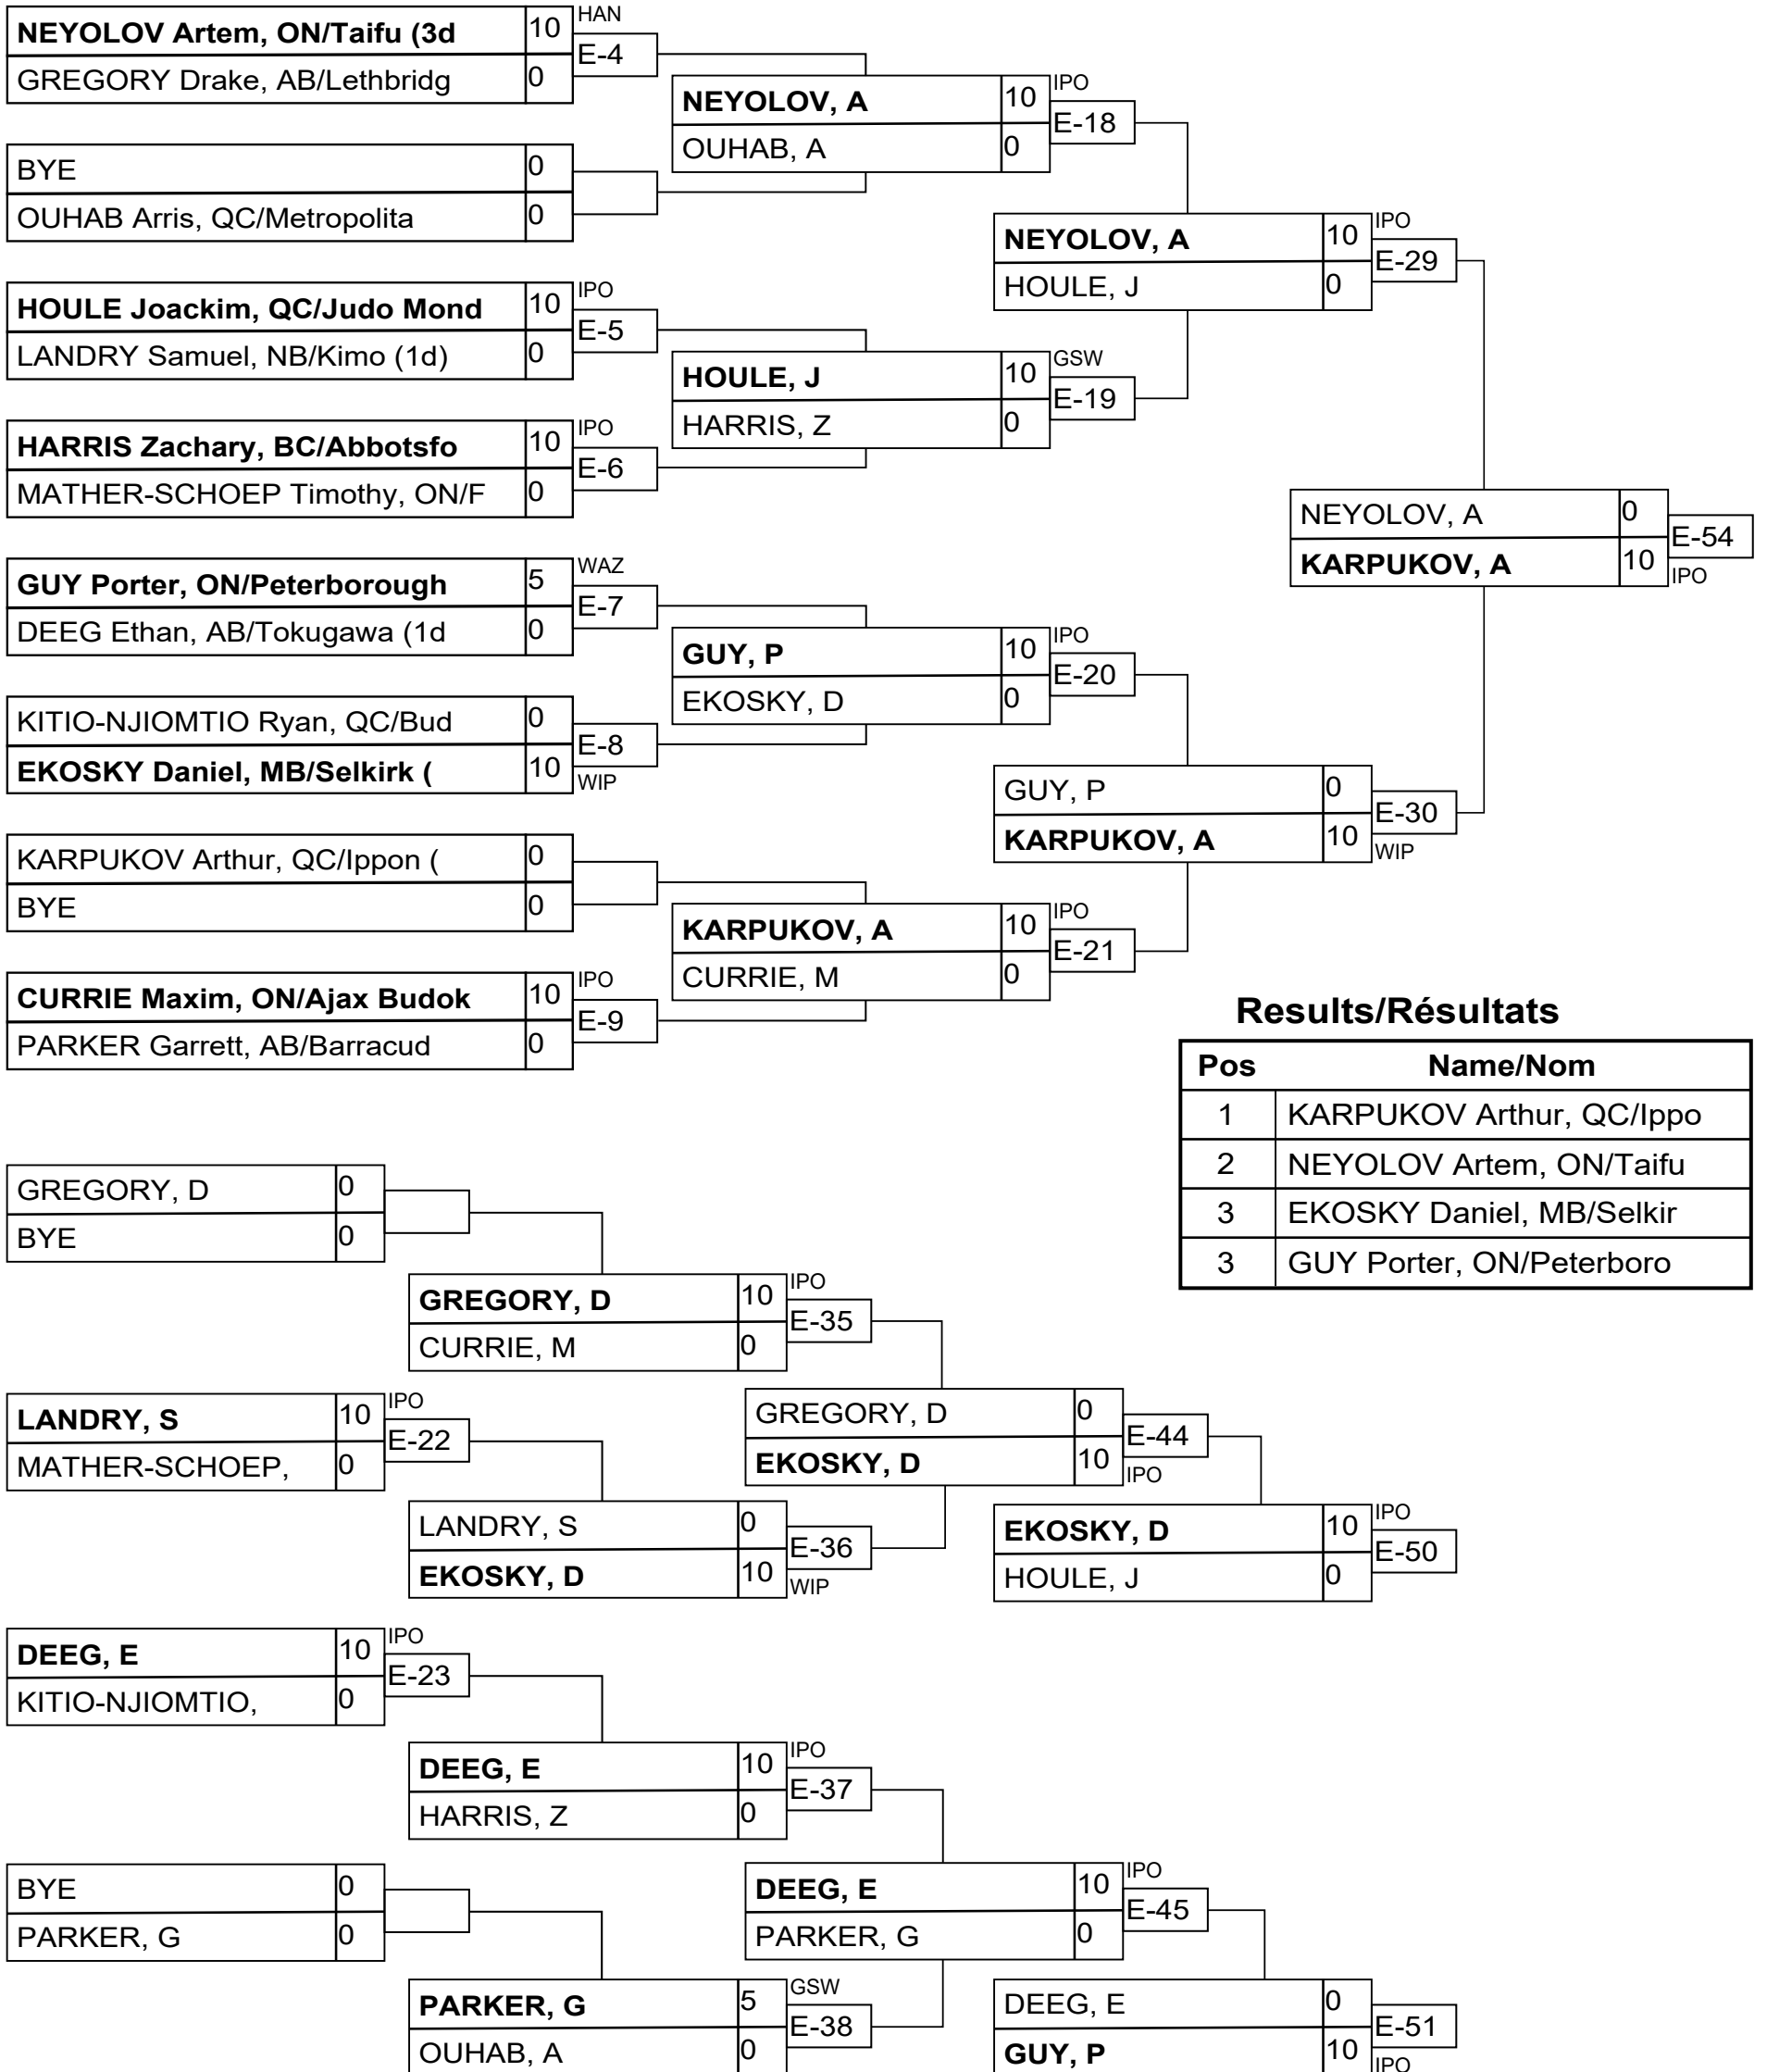 HAN
NEYOLOV Artem, ON/Taifu (3d 10
E-4
GREGORY Drake, AB/Lethbridg 0
NEYOLOV, A 10 IPO
E-18
OUHAB, A 0
BYE 0
OUHAB Arris, QC/Metropolita 0
NEYOLOV, A 10 IPO
E-29
HOULE, J 0
HOULE Joackim, QC/Judo Mond 10 IPO
E-5
LANDRY Samuel, NB/Kimo (1d) 0
HOULE, J 10 GSW
E-19
HARRIS, Z 0
HARRIS Zachary, BC/Abbotsfo 10 IPO
E-6
MATHER-SCHOEP Timothy, ON/F 0
NEYOLOV, A 0
E-54
KARPUKOV, A 10 IPO
GUY Porter, ON/Peterborough 5 WAZ
E-7
DEEG Ethan, AB/Tokugawa (1d 0
GUY, P 10 IPO
E-20
EKOSKY, D 0
KITIO-NJIOMTIO Ryan, QC/Bud 0
E-8
EKOSKY Daniel, MB/Selkirk ( 10 WIP
GUY, P 0
E-30
KARPUKOV, A 10 WIP
KARPUKOV Arthur, QC/Ippon ( 0
BYE 0
KARPUKOV, A 10 IPO
E-21
CURRIE, M 0
CURRIE Maxim, ON/Ajax Budok 10 IPO
E-9
PARKER Garrett, AB/Barracud 0
Results/Résultats
Pos Name/Nom
1 KARPUKOV Arthur, QC/Ippo
2 NEYOLOV Artem, ON/Taifu
3 EKOSKY Daniel, MB/Selkir
3 GUY Porter, ON/Peterboro
GREGORY, D 0
BYE 0
GREGORY, D 10 IPO
E-35
CURRIE, M 0
LANDRY, S 10 IPO
E-22
MATHER-SCHOEP, 0
GREGORY, D 0
E-44
EKOSKY, D 10 IPO
LANDRY, S 0
E-36
EKOSKY, D 10 WIP
EKOSKY, D 10 IPO
E-50
HOULE, J 0
DEEG, E 10 IPO
E-23
KITIO-NJIOMTIO, 0
DEEG, E 10 IPO
E-37
HARRIS, Z 0
BYE 0
PARKER, G 0
DEEG, E 10 IPO
E-45
PARKER, G 0
PARKER, G 5 GSW
E-38
OUHAB, A 0
DEEG, E 0
E-51
GUY, P 10 IPO